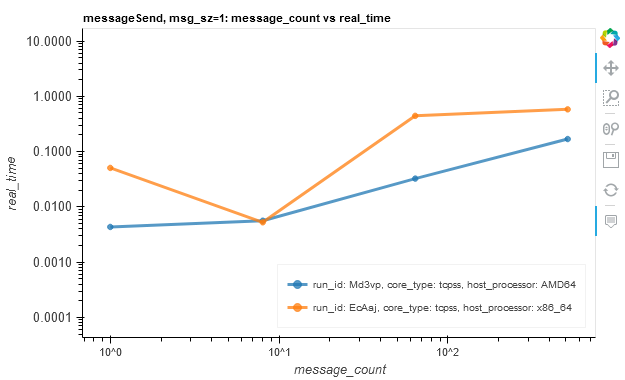 messageSend, msg_sz=1: message_count vs real_time
10.0000
1.0000
0.1000
0.0100
0.0010
0.0001
real_time
run_id: Md3vp, core_type: tcpss, host_processor: AMD64
run_id: EcAaj, core_type: tcpss, host_processor: x86_64
10^0
10^1
10^2
message_count